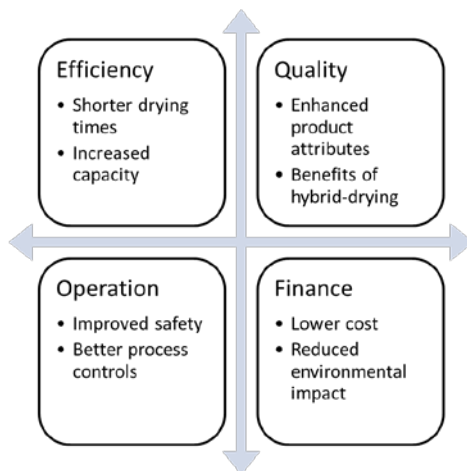 Efficiency
• Shorter drying
times
• Increased
capacity
Quality
• Enhanced
product
attributes
• Benefits of
hybrid-drying
Operation
• Improved safety
• Better process
controls
Finance
• Lower cost
• Reduced
environmental
impact